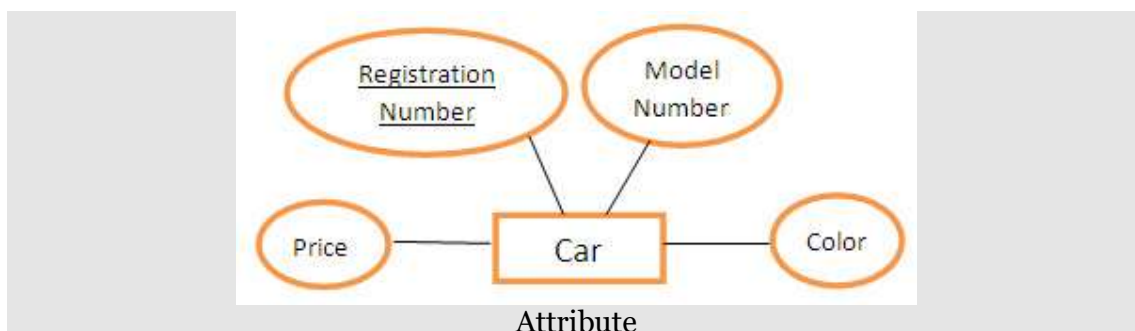 Registration
Number
Model
Number
Price
Car
Color
Attribute